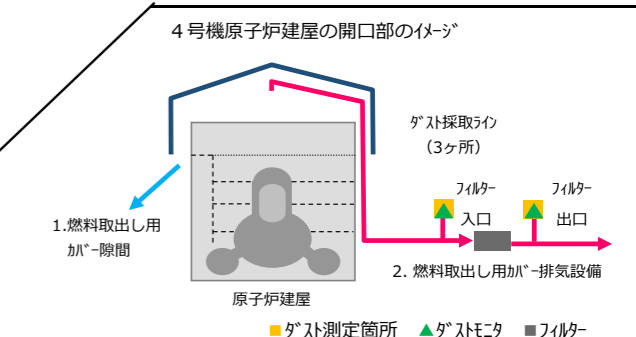 ４号機原子炉建屋の開口部のｲﾒｰｼﾞ
ﾀﾞｽﾄ採取ﾗｲﾝ
（3ヶ所）
ﾌｨﾙﾀｰ
入口
ﾌｨﾙﾀｰ
出口
1.燃料取出し用
ｶﾊﾞｰ隙間
2. 燃料取出し用ｶﾊﾞｰ排気設備
原子炉建屋
■ﾀﾞｽﾄ測定箇所 ▲ﾀﾞｽﾄﾓﾆﾀ ■ﾌｨﾙﾀｰ